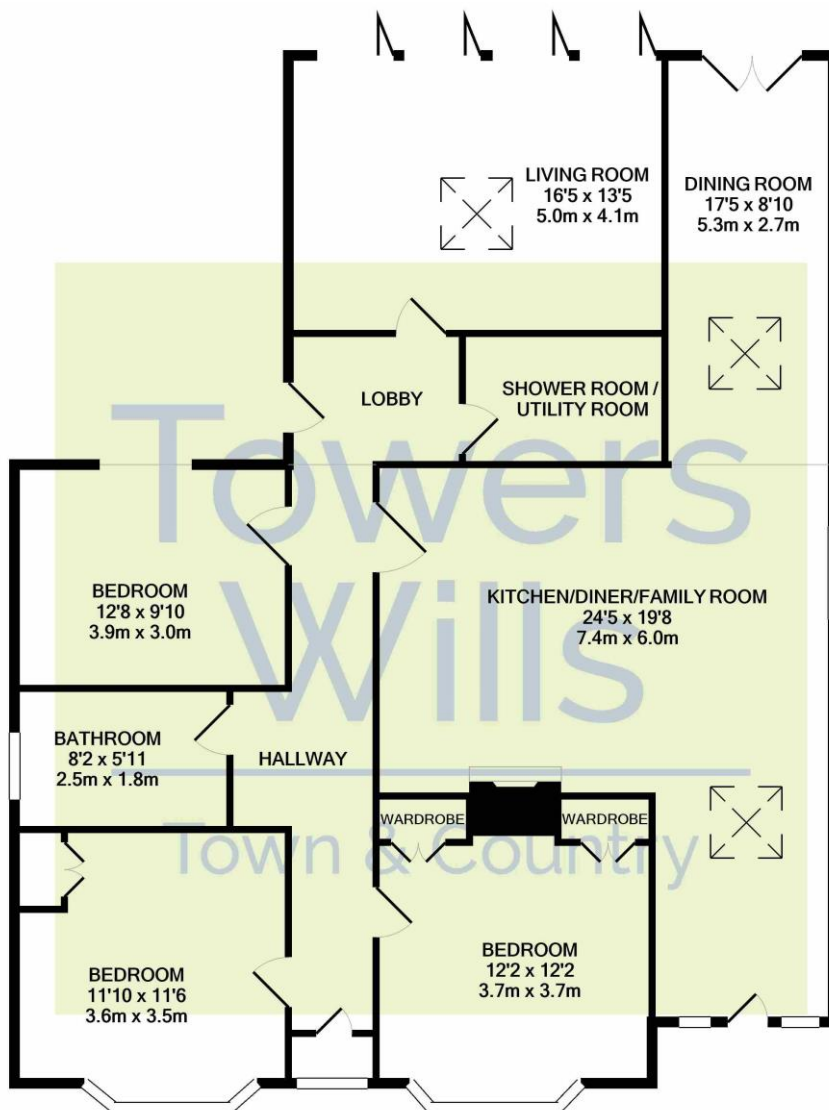 LIVING ROOM
16'5 x 13'5
5.0m x 4.1m
DINING ROOM
17'5 x 8'10
5.3m x 2.7m
LOBBY
SHOWER ROOM /
UTILITY ROOM
Towers
Wills
Town & Country
BEDROOM
12'8 x 9'10
3.9m x 3.0m
KITCHEN/DINER/FAMILY ROOM
24'5 x 19'8
7.4m x 6.0m
BATHROOM
8'2 x 5'11
2.5m x 1.8m
HALLWAY
WARDROBE
WARDROBE
BEDROOM
11'10 x 11'6
3.6m x 3.5m
BEDROOM
12'2 x 12'2
3.7m x 3.7m